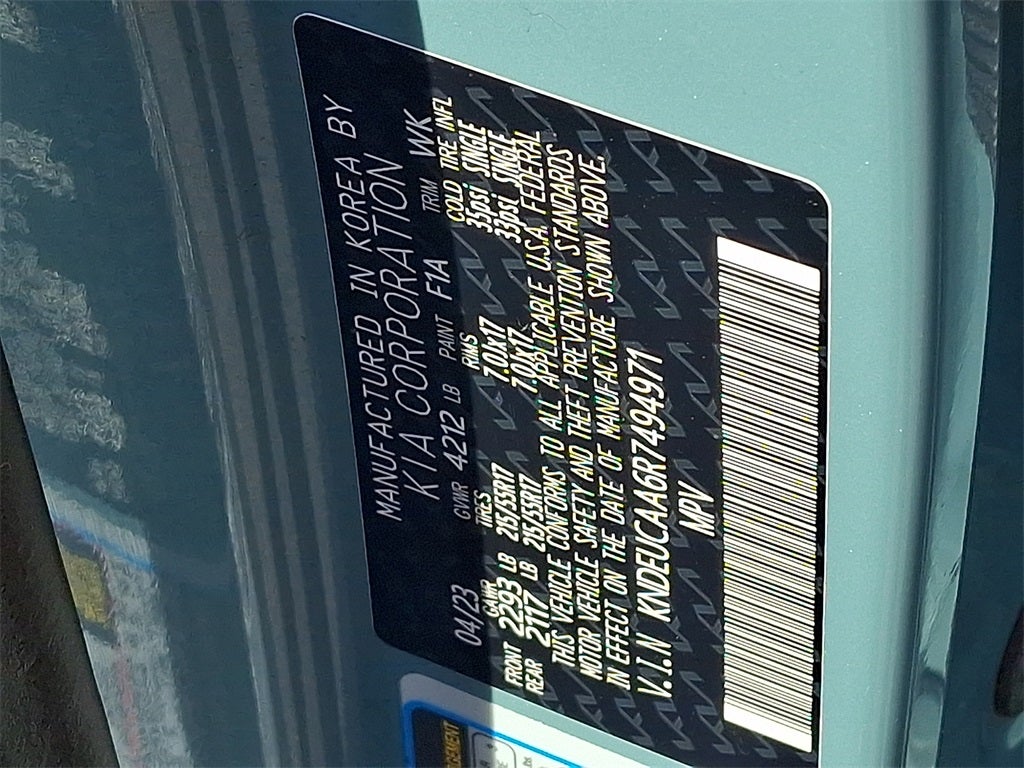 MANUFACTURED IN KOREA BY
KIA CORPORATION
04/23 GVWR 4212 LB PAINT F1A TRIM WK
GAWR TIRES RIMS COLD TIRE INFL
FRONT 2293 LB 215/55R17 7.0Jx17 35psi SINGLE
REAR 2117 LB 215/55R17 7.0Jx17 33psi SINGLE
THIS VEHICLE CONFORMS TO ALL APPLICABLE U.S.A. FEDERAL
MOTOR VEHICLE SAFETY AND THEFT PREVENTION STANDARDS
IN EFFECT ON THE DATE OF MANUFACTURE SHOWN ABOVE.
V.I.N KNDEUCAA6R7494971
MPV